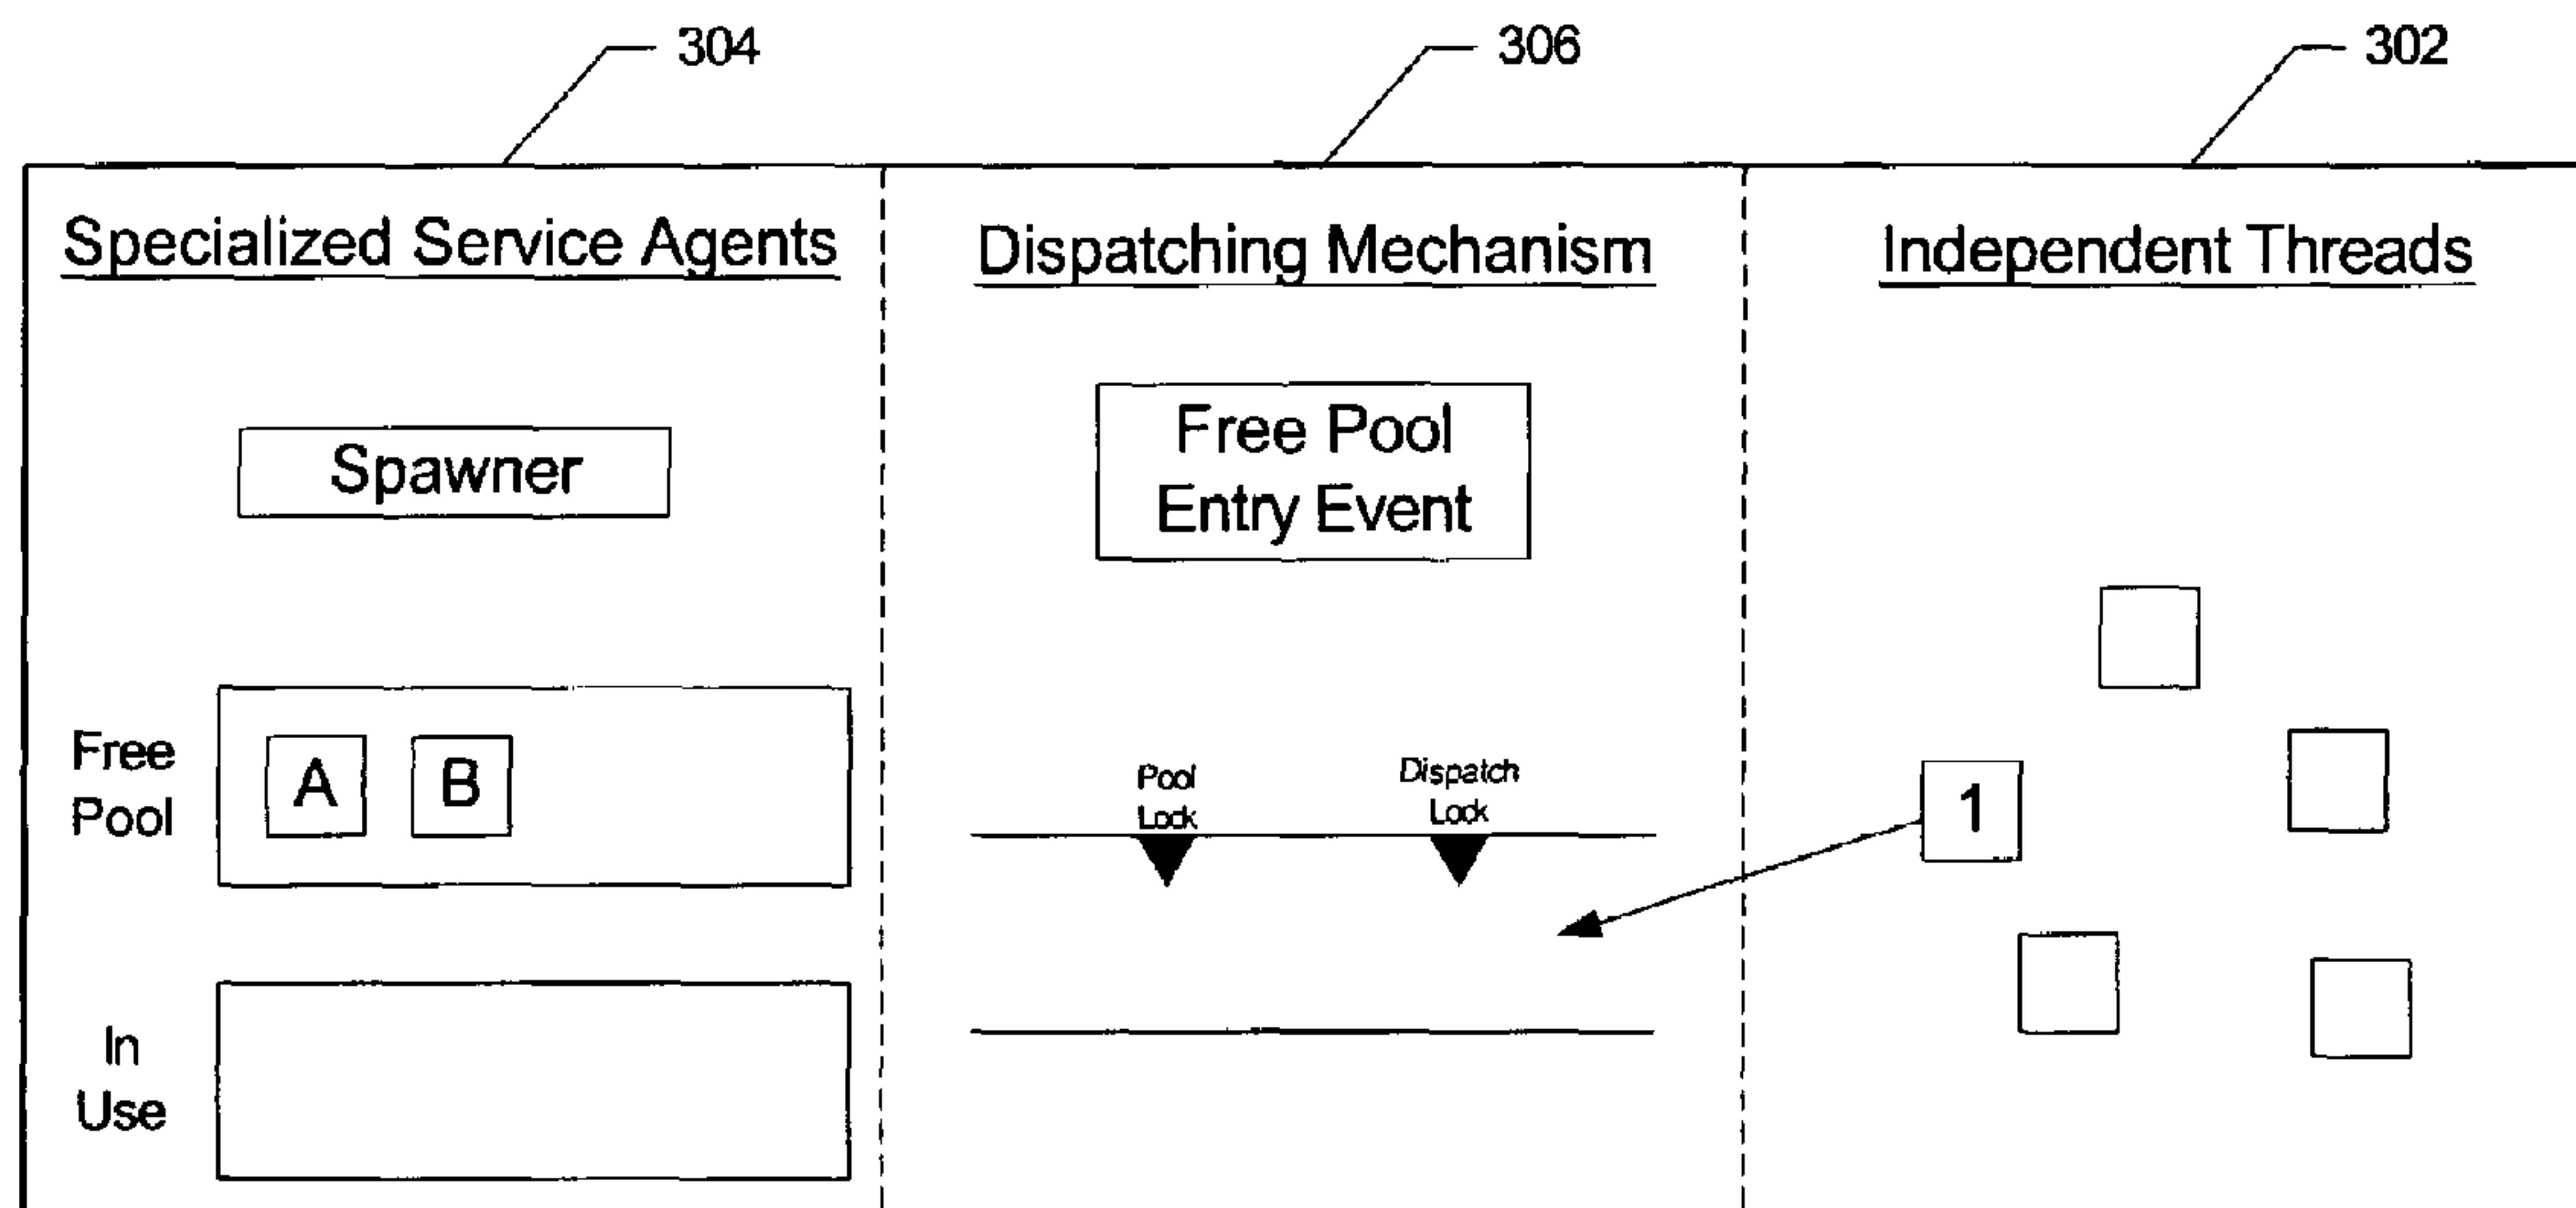 304
306
302
Specialized Service Agents
Dispatching Mechanism
Independent Threads
Spawner
Free Pool
Entry Event
Free
Pool
A
B
Pool
Lock
Dispatch
Lock
1
In
Use